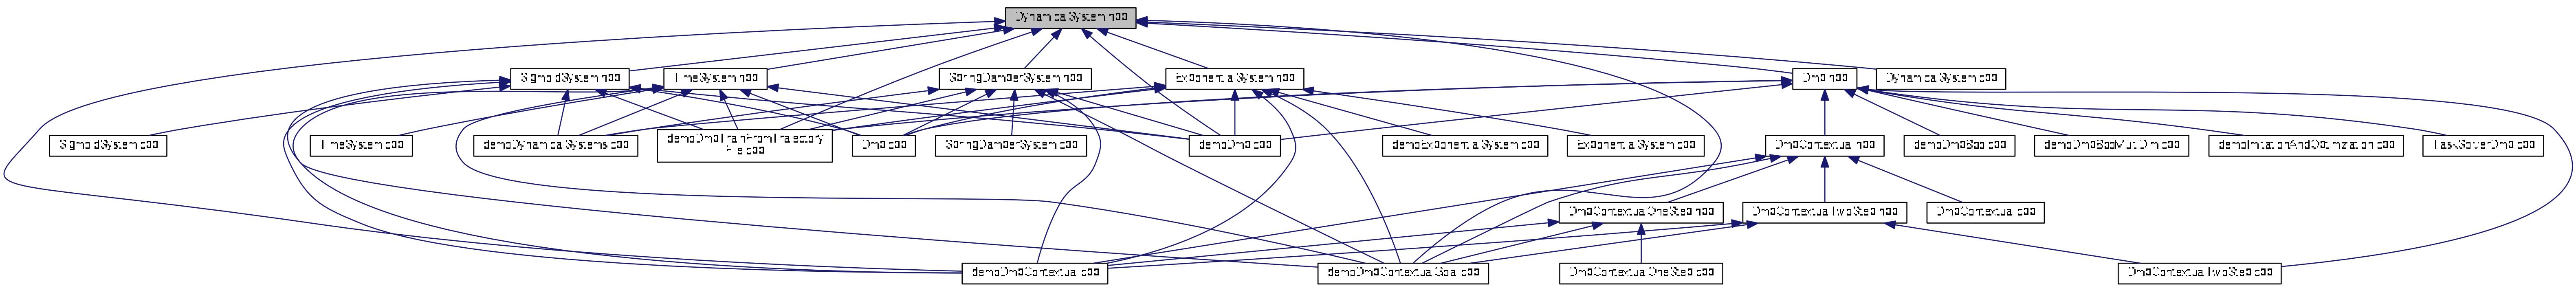 DynamicalSystem.hpp
SigmoidSystem.hpp
TimeSystem.hpp
SpringDamperSystem.hpp
ExponentialSystem.hpp
Dmp.hpp
DynamicalSystem.cpp
SigmoidSystem.cpp
TimeSystem.cpp
demoDynamicalSystems.cpp
demoDmpTrainFromTrajectory
File.cpp
Dmp.cpp
SpringDamperSystem.cpp
demoDmp.cpp
demoExponentialSystem.cpp
ExponentialSystem.cpp
DmpContextual.hpp
demoDmpBbo.cpp
demoDmpBboMultiDim.cpp
demoImitationAndOptimization.cpp
TaskSolverDmp.cpp
DmpContextualOneStep.hpp
DmpContextualTwoStep.hpp
DmpContextual.cpp
demoDmpContextual.cpp
demoDmpContextualGoal.cpp
DmpContextualOneStep.cpp
DmpContextualTwoStep.cpp